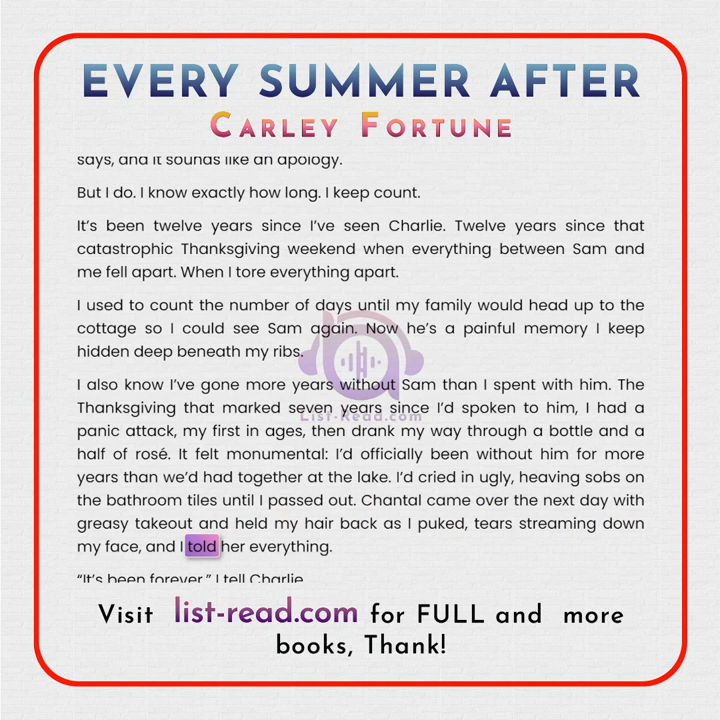 EVERY SUMMER AFTER
CARLEY FORTUNE
says, and it sounds like an apology.
But I do. I know exactly how long. I keep count.
It's been twelve years since I've seen Charlie. Twelve years since that
catastrophic Thanksgiving weekend when everything between Sam and
me fell apart. When I tore everything apart.
I used to count the number of days until my family would head up to the
cottage so I could see Sam again. Now he's a painful memory I keep
hidden deep beneath my ribs.
I also know I've gone more years without Sam than I spent with him. The
Thanksgiving that marked seven years since I'd spoken to him, I had a
List-Read.com
panic attack, my first in ages, then drank my way through a bottle and a
half of rosé. It felt monumental: I'd officially been without him for more
years than we'd had together at the lake. I'd cried in ugly, heaving sobs on
the bathroom tiles until I passed out. Chantal came over the next day with
greasy takeout and held my hair back as I puked, tears streaming down
my face, and I told her everything.
"It's been forever," I tell Charlie.
Visit list-read.com for FULL and more
books, Thank!